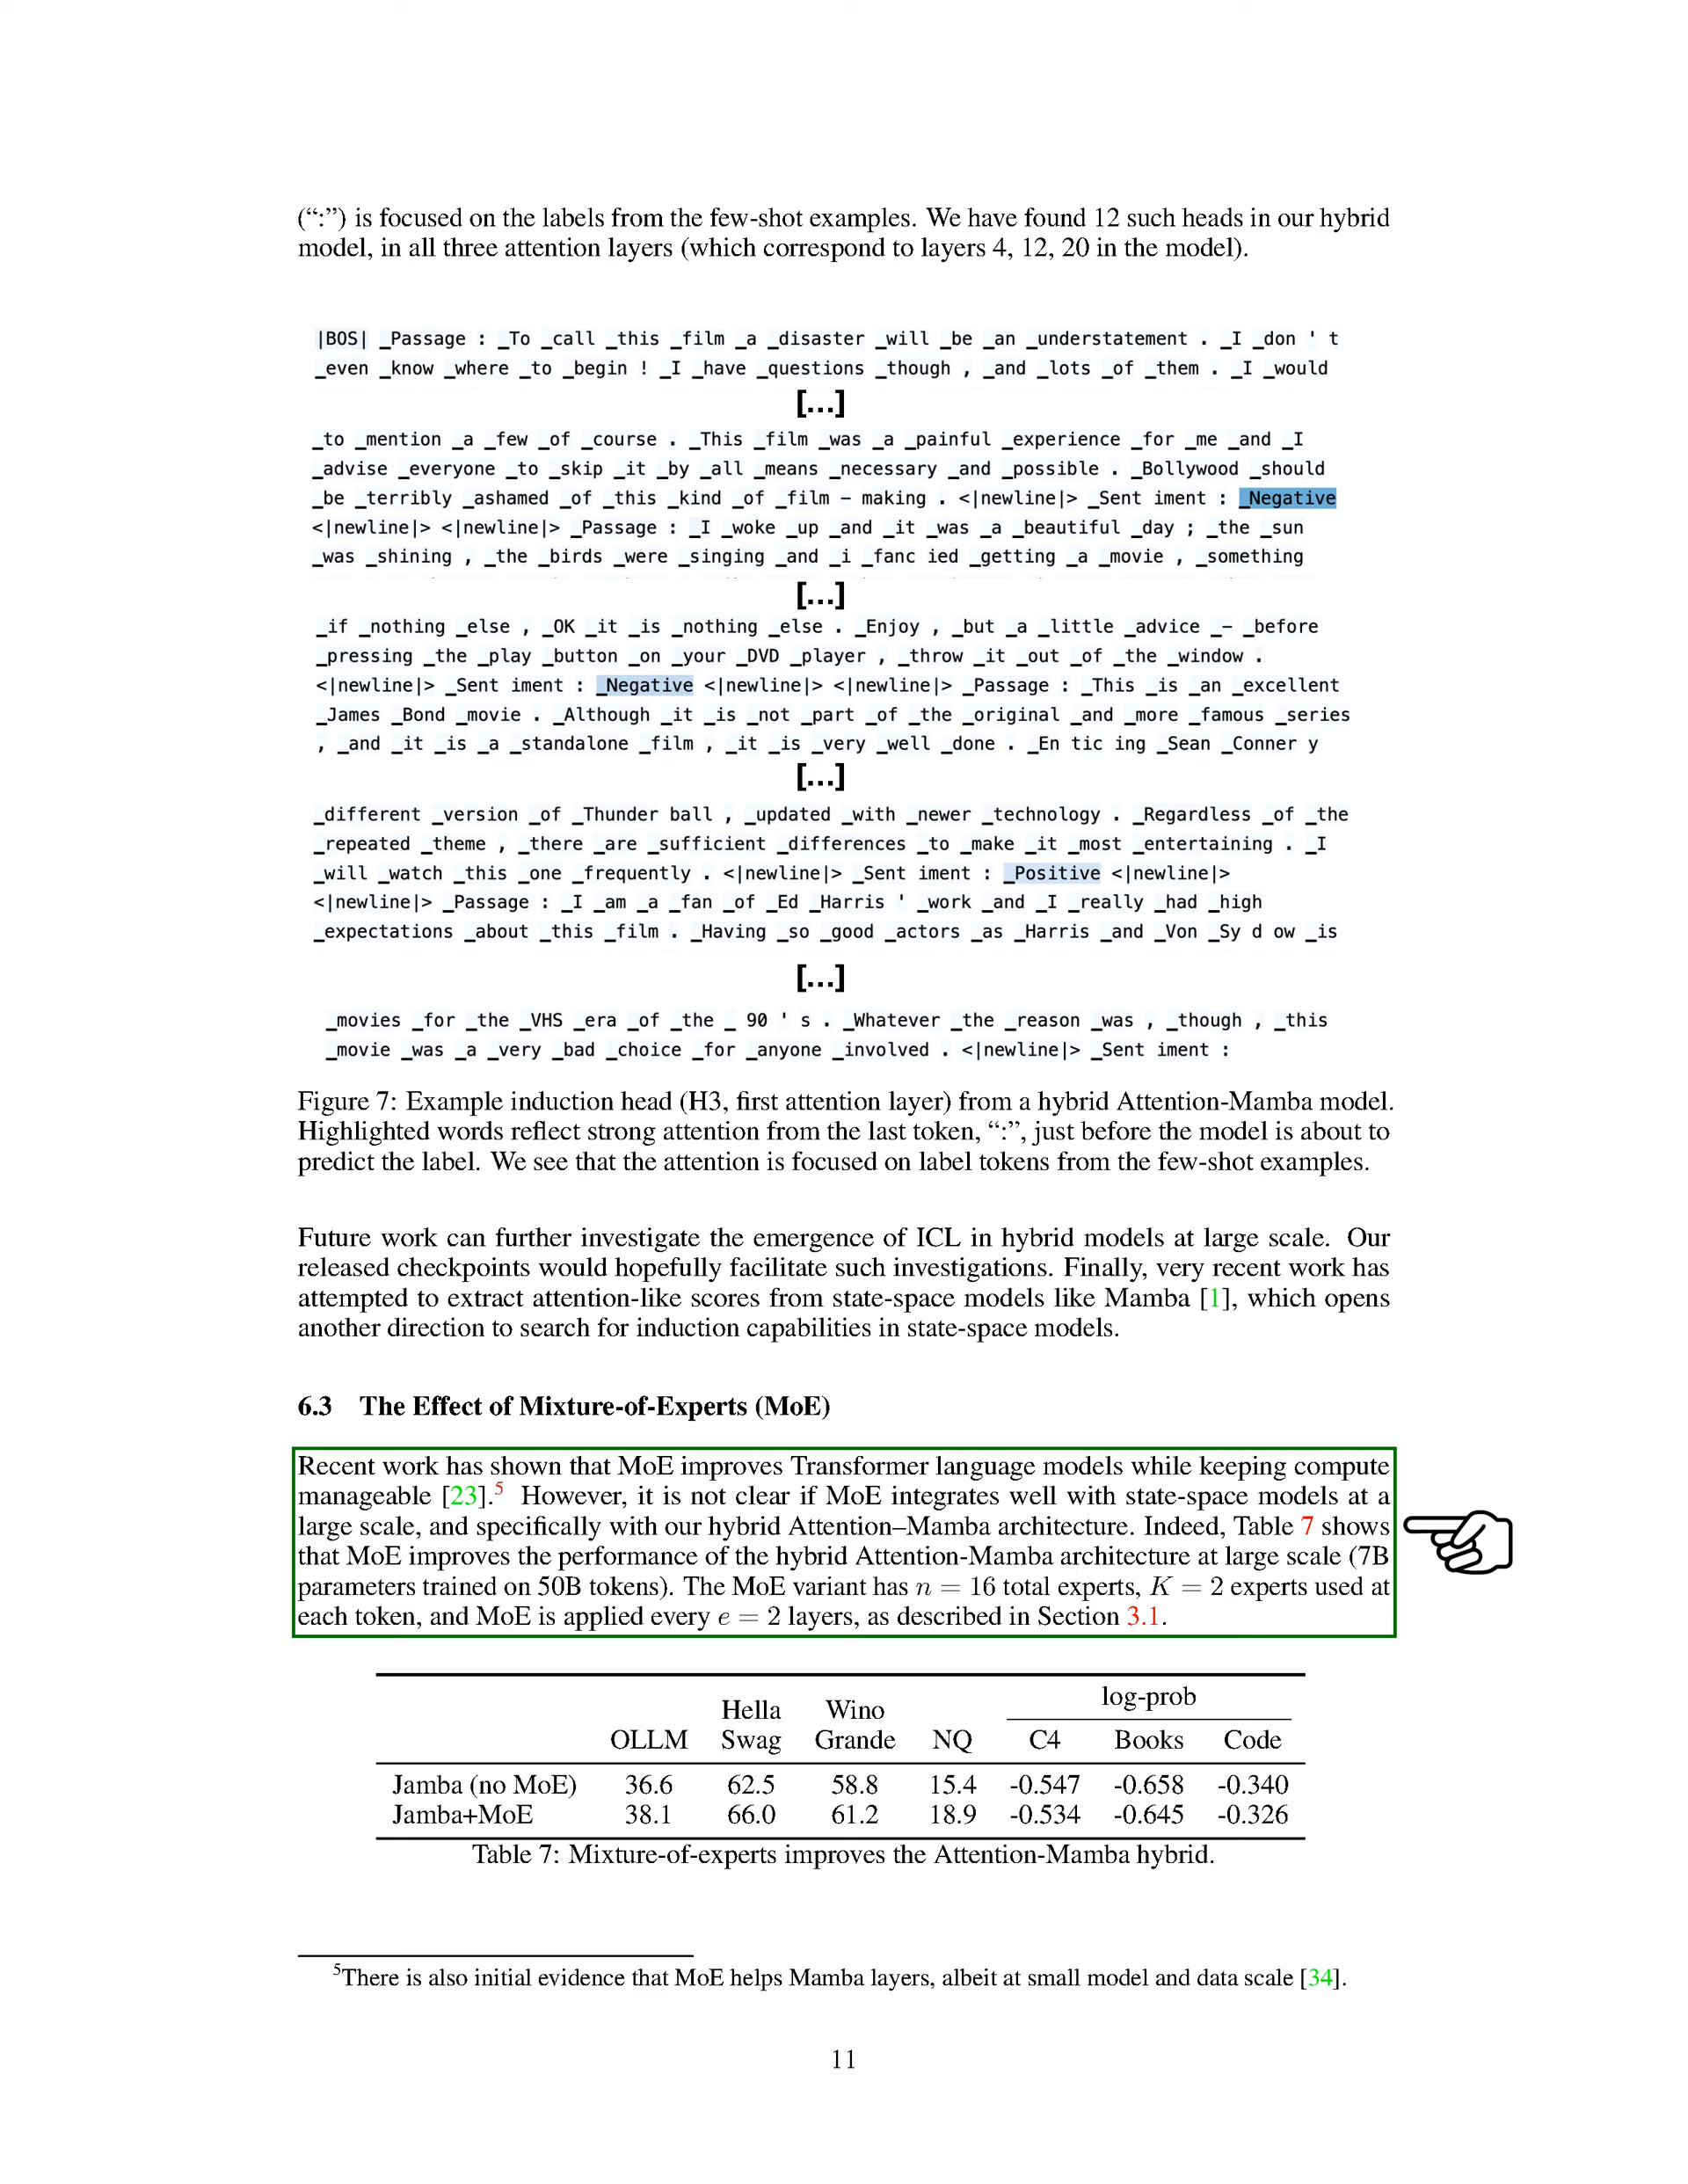 (“:”) is focused on the labels from the few-shot examples. We have found 12 such heads in our hybrid
model, in all three attention layers (which correspond to layers 4, 12, 20 in the model).
|BOS| _Passage : _To _call _this _film _a _disaster _will _be _an _understatement . _I _don ' t
_even _know _where _to _begin ! _I _have _questions _though , _and _lots _of _them . _I _would
[...]
_to _mention _a _few _of _course . _This _film _was _a _painful _experience _for _me _and _I
_advise _everyone _to _skip _it _by _all _means _necessary _and _possible . _Bollywood _should
_be _terribly _ashamed _of _this _kind _of _film – making . <|newline|> _Sent iment : _Negative
<|newline|> <|newline|> _Passage : _I _woke _up _and _it _was _a _beautiful _day ; _the _sun
_was _shining , _the _birds _were _singing _and _i _fanc ied _getting _a _movie , _something
[...]
_if _nothing _else , _OK _it _is _nothing _else . _Enjoy , _but _a _little _advice _– _before
_pressing _the _play _button _on _your _DVD _player , _throw _it _out _of _the _window .
<|newline|> _Sent iment : _Negative <|newline|> <|newline|> _Passage : _This _is _an _excellent
_James _Bond _movie . _Although _it _is _not _part _of _the _original _and _more _famous _series
, _and _it _is _a _standalone _film , _it _is _very _well _done . _En tic ing _Sean _Conner y
[...]
_different _version _of _Thunder ball , _updated _with _newer _technology . _Regardless _of _the
_repeated _theme , _there _are _sufficient _differences _to _make _it _most _entertaining . _I
_will _watch _this _one _frequently . <|newline|> _Sent iment : _Positive <|newline|>
<|newline|> _Passage : _I _am _a _fan _of _Ed _Harris ' _work _and _I _really _had _high
_expectations _about _this _film . _Having _so _good _actors _as _Harris _and _Von _Sy d ow _is
[...]
_movies _for _the _VHS _era _of _the _ 90 ' s . _Whatever _the _reason _was , _though , _this
_movie _was _a _very _bad _choice _for _anyone _involved . <|newline|> _Sent iment :
Figure 7: Example induction head (H3, first attention layer) from a hybrid Attention-Mamba model.
Highlighted words reflect strong attention from the last token, “:”, just before the model is about to
predict the label. We see that the attention is focused on label tokens from the few-shot examples.
Future work can further investigate the emergence of ICL in hybrid models at large scale. Our
released checkpoints would hopefully facilitate such investigations. Finally, very recent work has
attempted to extract attention-like scores from state-space models like Mamba [1], which opens
another direction to search for induction capabilities in state-space models.
6.3 The Effect of Mixture-of-Experts (MoE)
Recent work has shown that MoE improves Transformer language models while keeping compute
manageable [23].5 However, it is not clear if MoE integrates well with state-space models at a
large scale, and specifically with our hybrid Attention–Mamba architecture. Indeed, Table 7 shows
that MoE improves the performance of the hybrid Attention-Mamba architecture at large scale (7B
parameters trained on 50B tokens). The MoE variant has n = 16 total experts, K = 2 experts used at
each token, and MoE is applied every e = 2 layers, as described in Section 3.1.
log-prob
Hella Wino
OLLM Swag Grande NQ C4 Books Code
Jamba (no MoE) 36.6 62.5 58.8 15.4 -0.547 -0.658 -0.340
Jamba+MoE 38.1 66.0 61.2 18.9 -0.534 -0.645 -0.326
Table 7: Mixture-of-experts improves the Attention-Mamba hybrid.
5There is also initial evidence that MoE helps Mamba layers, albeit at small model and data scale [34].
11